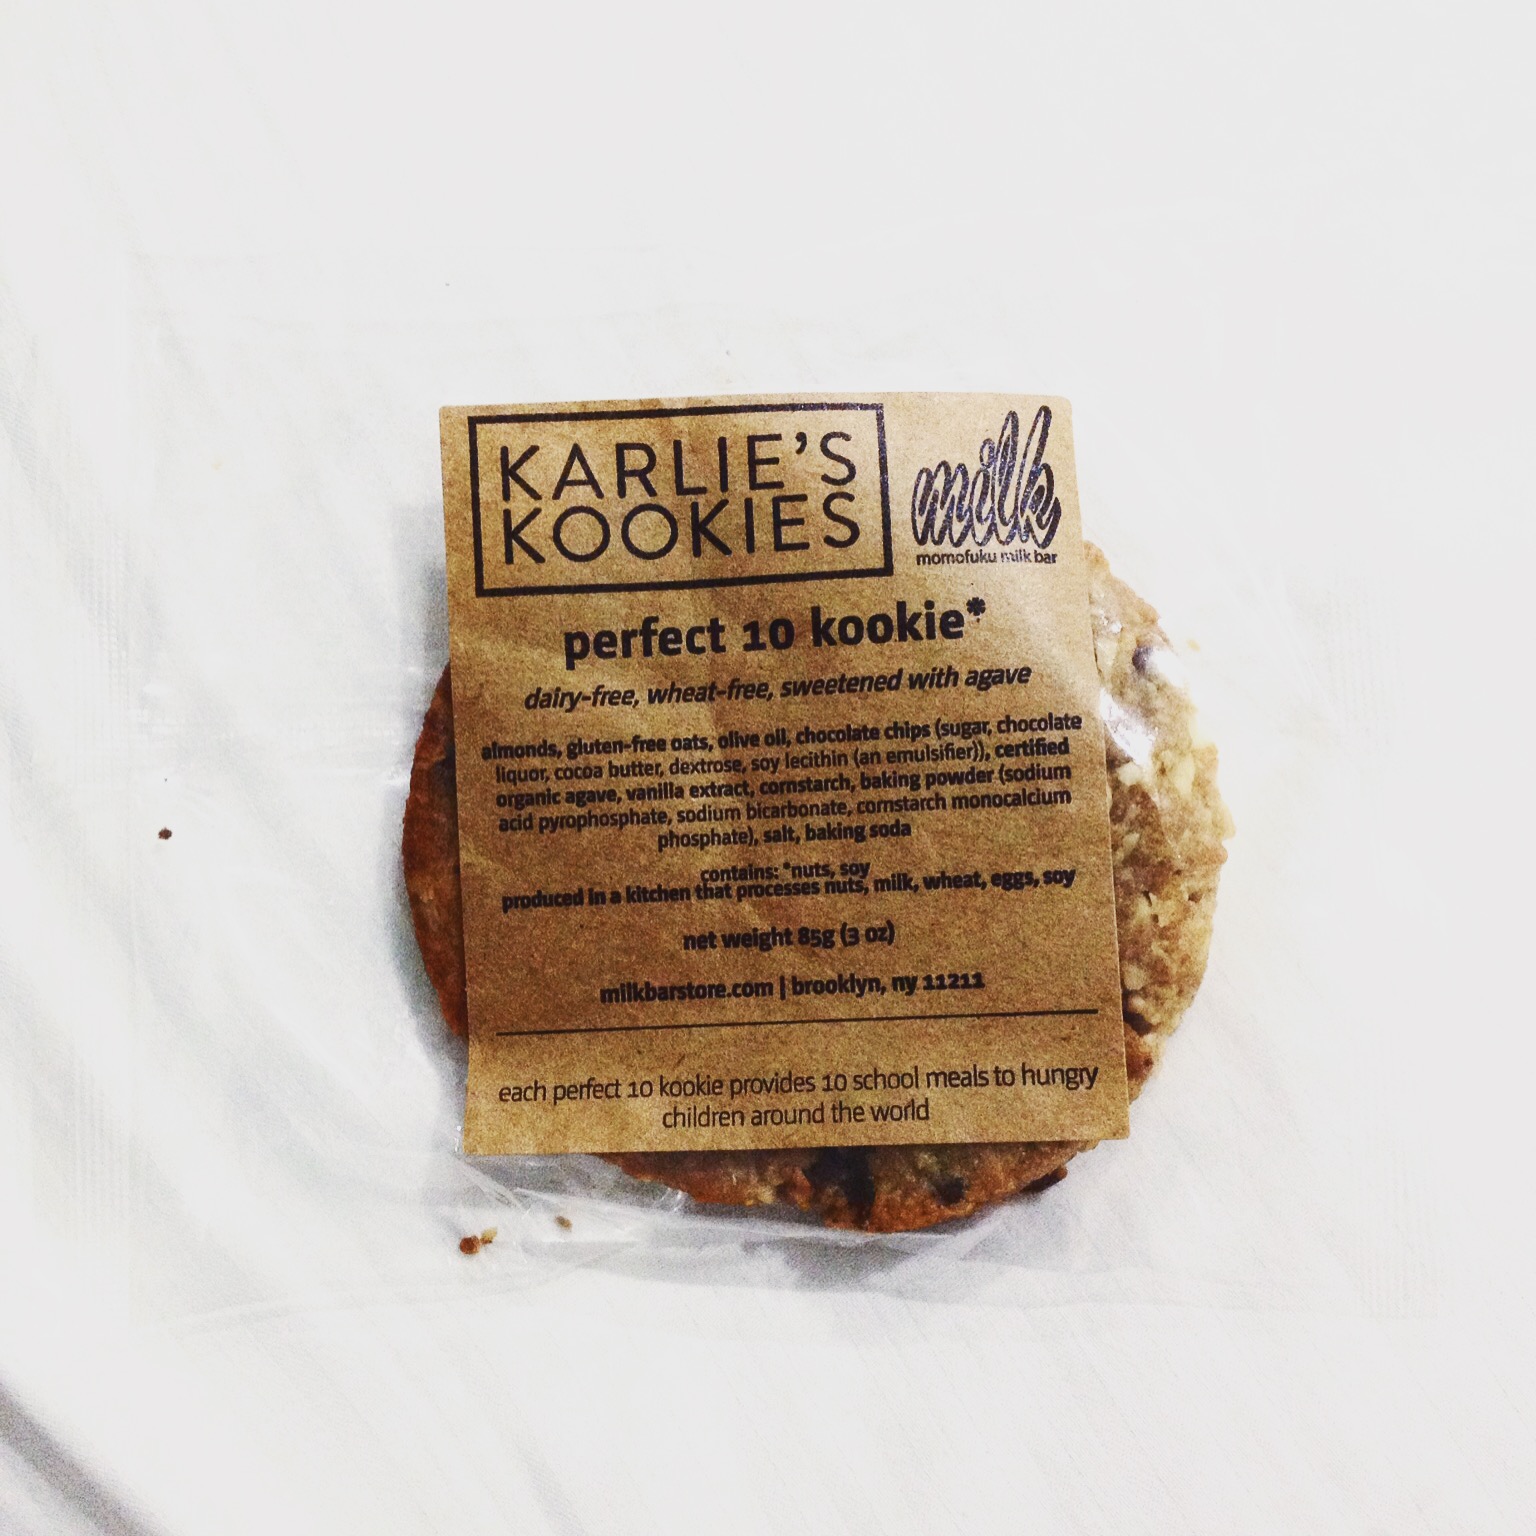 KARLIE'S
KOOKIES
milk
momofuku milk bar
perfect 10 kookie*
dairy-free, wheat-free, sweetened with agave
almonds, gluten-free oats, olive oil, chocolate chips (sugar, chocolate
liquor, cocoa butter, dextrose, soy lecithin (an emulsifier)), certified
organic agave, vanilla extract, cornstarch, baking powder (sodium
acid pyrophosphate, sodium bicarbonate, cornstarch monocalcium
phosphate), salt, baking soda
contains: *nuts, soy
produced in a kitchen that processes nuts, milk, wheat, eggs, soy
net weight 85g (3 oz)
milkbarstore.com | brooklyn, ny 11211
each perfect 10 kookie provides 10 school meals to hungry
children around the world